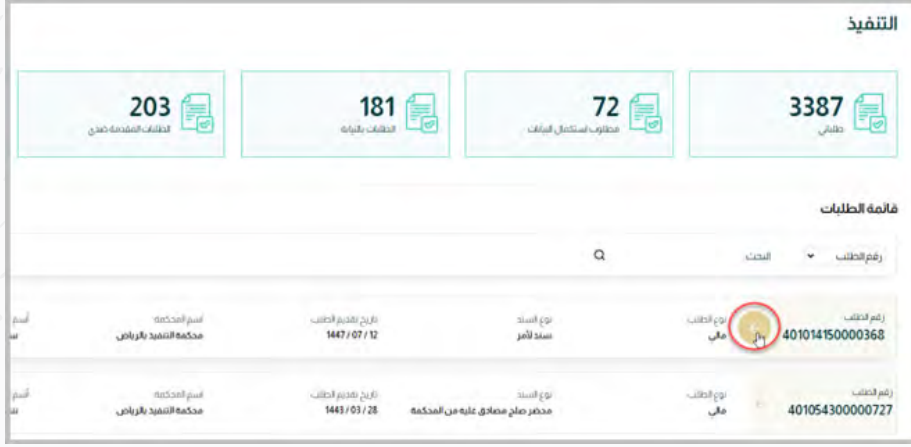 التنفيذ
3387
طلباتي
72
مطلوب استكمال البيانات
181
الطلبات بالنيابة
203
الطلبات المقدمة ضدي
قائمة الطلبات
رقم الطلب
البحث
رقم الطلب
401014150000368
نوع الطلب
مالي
نوع السند
سند لأمر
تاريخ تقديم الطلب
1447 / 07 / 12
اسم المحكمة
محكمة التنفيذ بالرياض
رقم الطلب
401054300000727
نوع الطلب
مالي
نوع السند
محضر صلح مصادق عليه من المحكمة
تاريخ تقديم الطلب
1443 / 03 / 28
اسم المحكمة
محكمة التنفيذ بالرياض